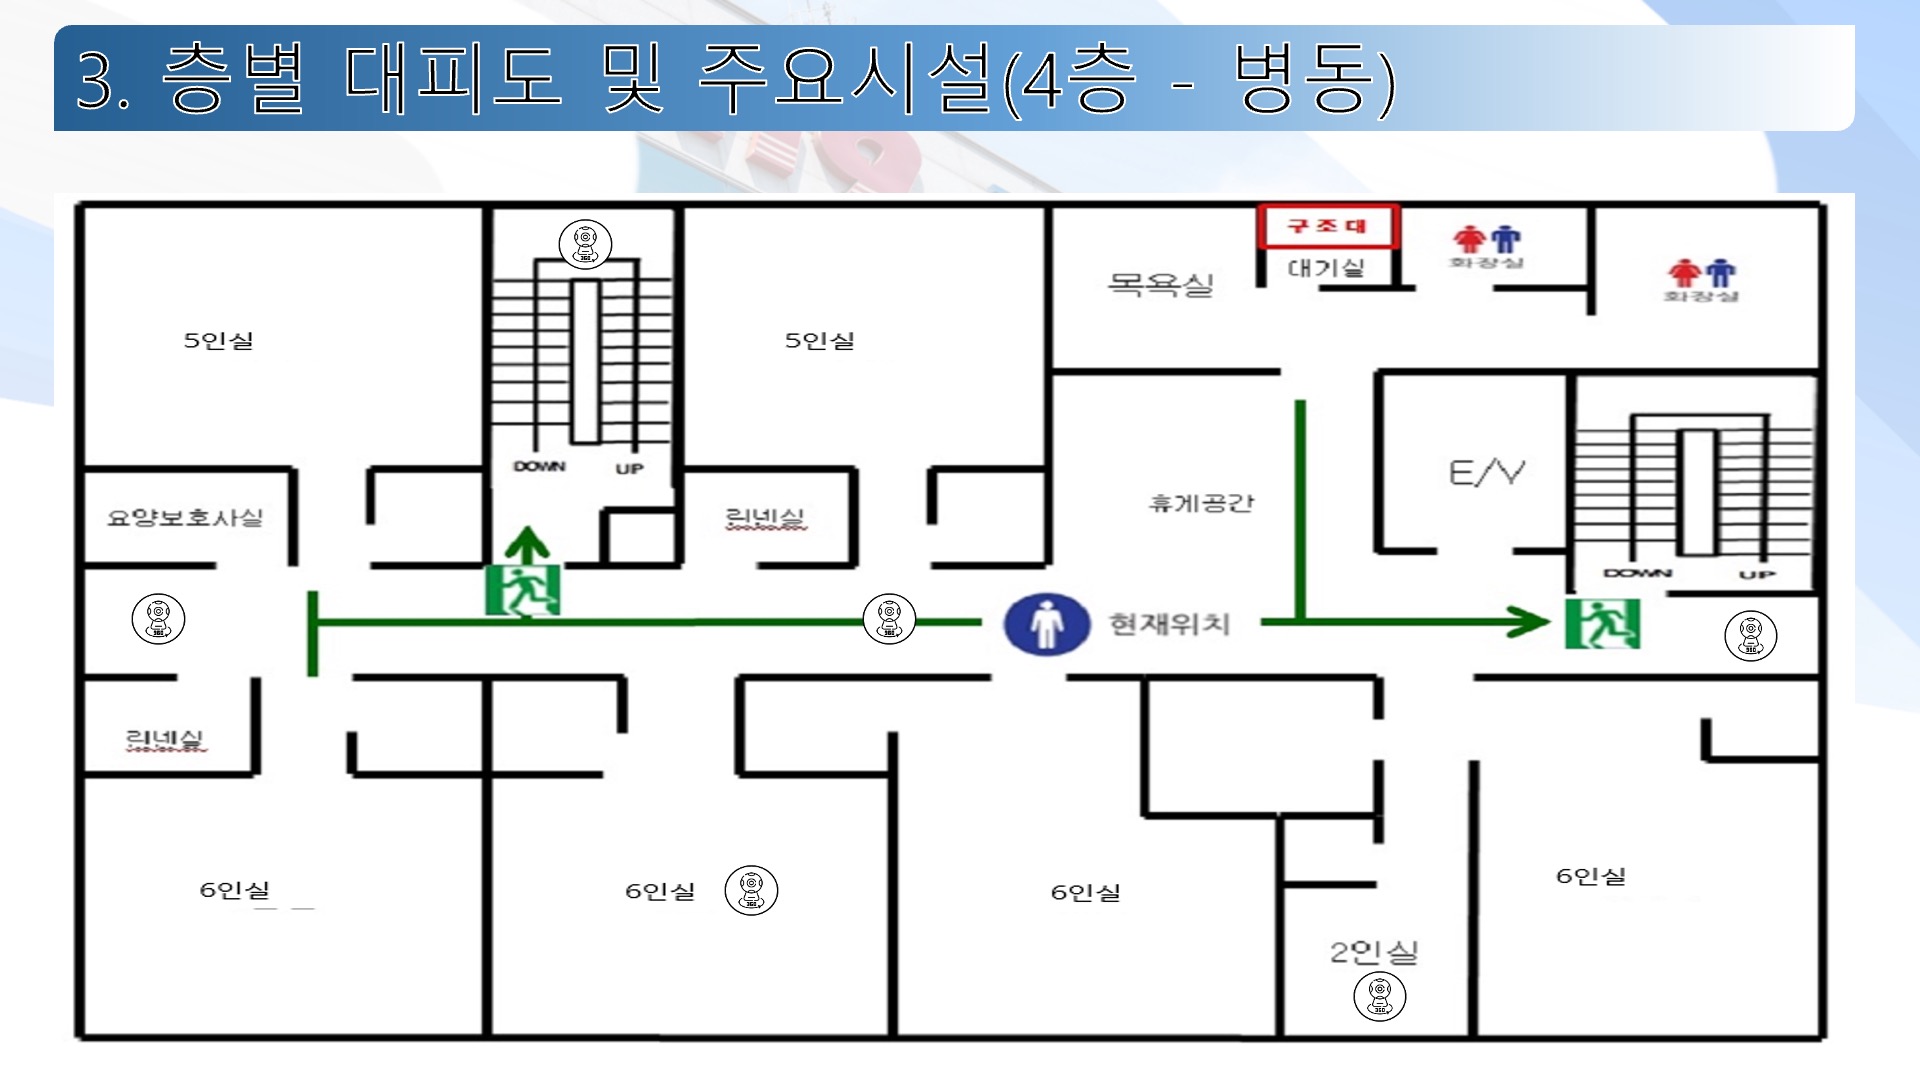 3. 층별 대피도 및 주요시설(4층 - 병동)
구조대
대기실
화장실
화장실
목욕실
5인실
5인실
DOWN UP
E/V
요양보호사실
린넨실
휴게공간
DOWN UP
현재위치
린넨실
6인실
6인실
6인실
6인실
2인실